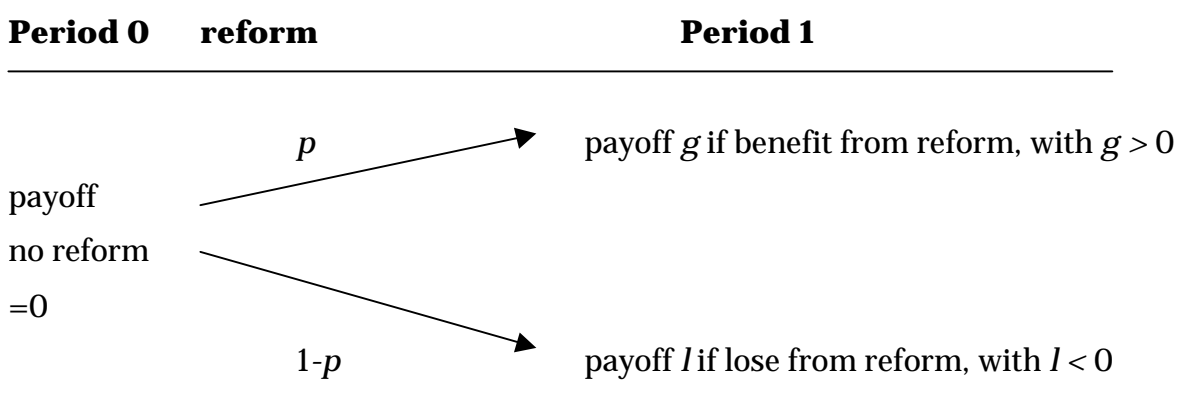 Period 0 reform Period 1
p payoff g if benefit from reform, with g > 0
payoff
no reform
=0
1-p payoff l if lose from reform, with l < 0